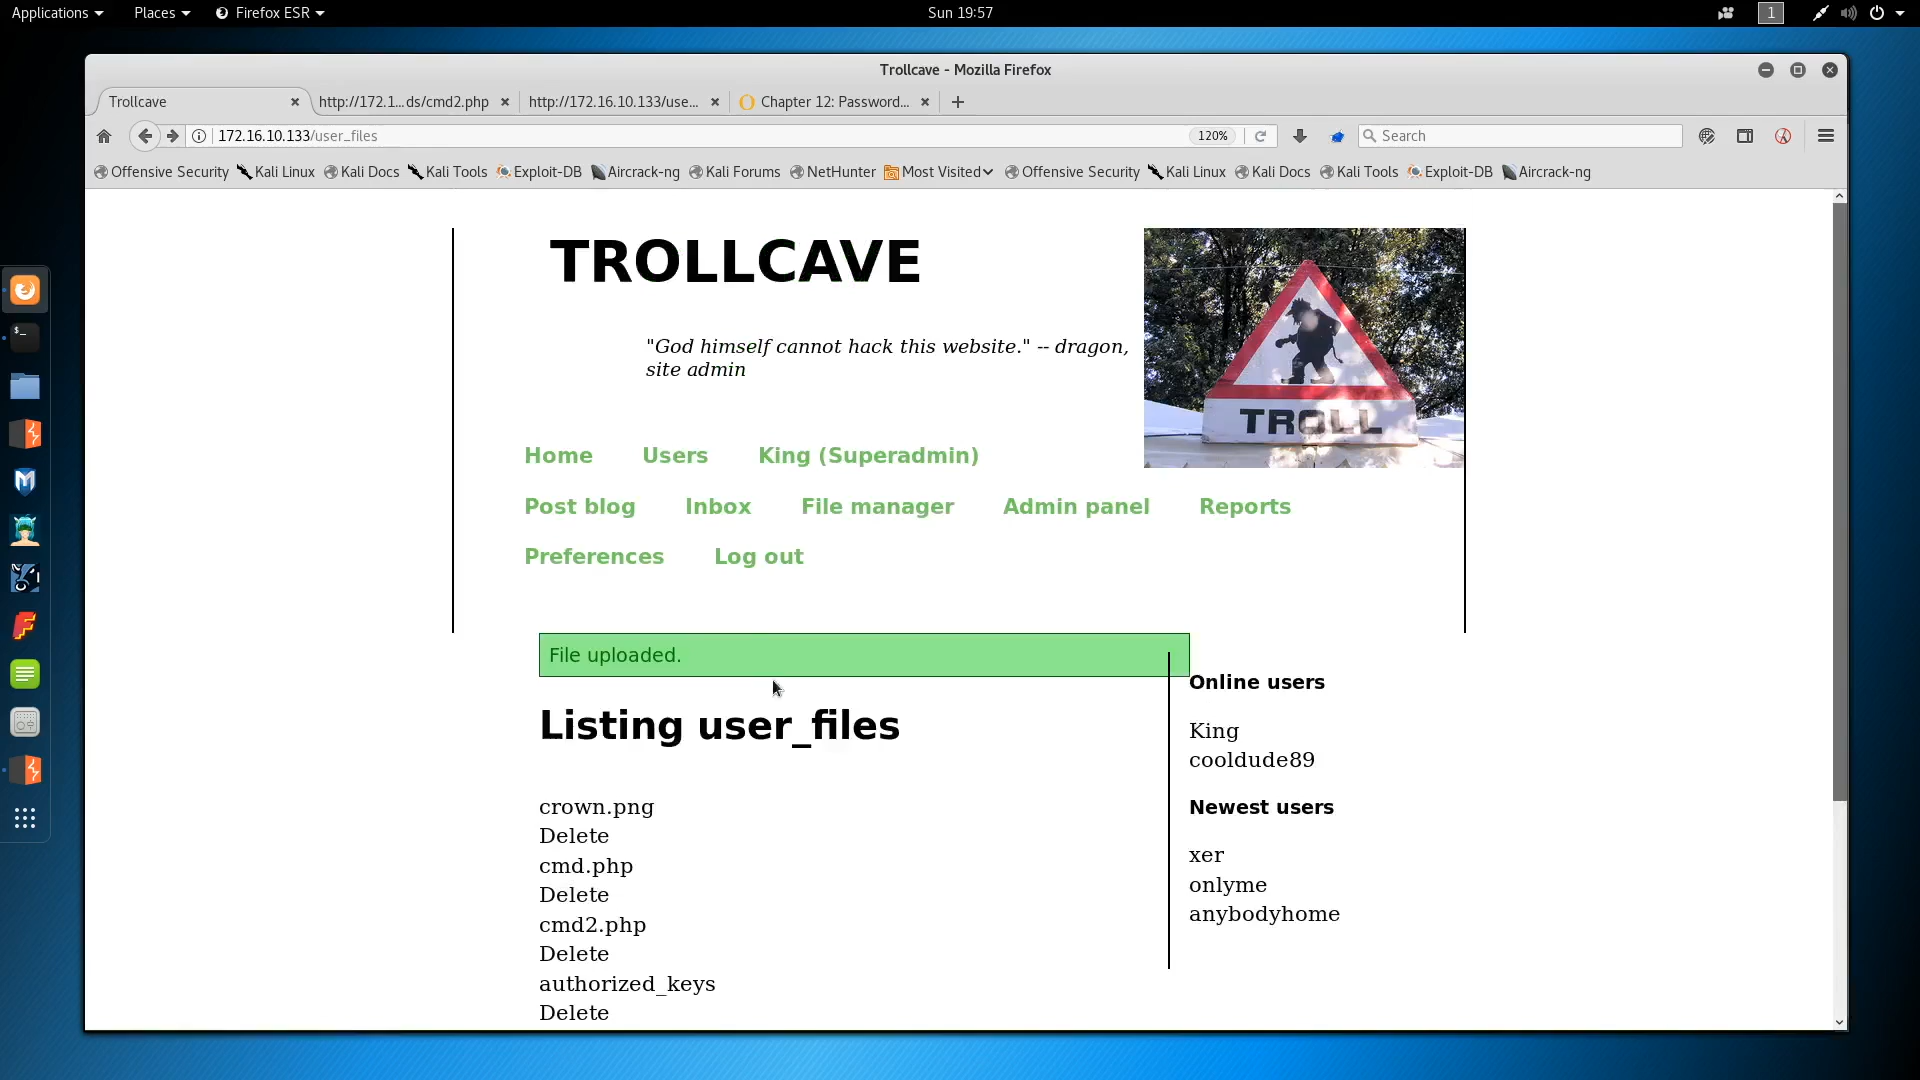 Applications Places Firefox ESR Sun 19:57 1
Trollcave - Mozilla Firefox
Trollcave http://172.1...ds/cmd2.php http://172.16.10.133/use... Chapter 12: Password...
172.16.10.133/user_files 120% Search
Offensive Security Kali Linux Kali Docs Kali Tools Exploit-DB Aircrack-ng Kali Forums NetHunter Most Visited Offensive Security Kali Linux Kali Docs Kali Tools Exploit-DB Aircrack-ng
TROLLCAVE
"God himself cannot hack this website." -- dragon,
site admin
TROLL
Home Users King (Superadmin)
Post blog Inbox File manager Admin panel Reports
Preferences Log out
File uploaded.
Listing user_files
crown.png
Delete
cmd.php
Delete
cmd2.php
Delete
authorized_keys
Delete
Online users
King
cooldude89
Newest users
xer
onlyme
anybodyhome